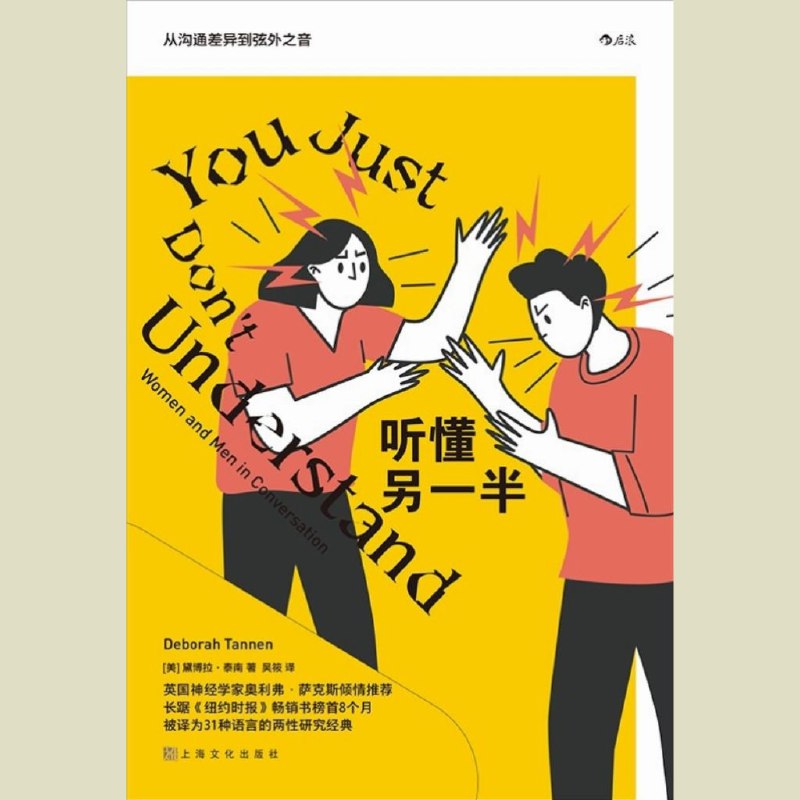 从沟通差异到弦外之音
后浪
You Just
Don't
Understand
Women and Men in Conversation
听懂
另一半
Deborah Tannen
[美] 黛博拉·泰南 著 吴筱 译
英国神经学家奥利弗·萨克斯倾情推荐
长踞《纽约时报》畅销书榜首8个月
被译为31种语言的两性研究经典
上海文化出版社